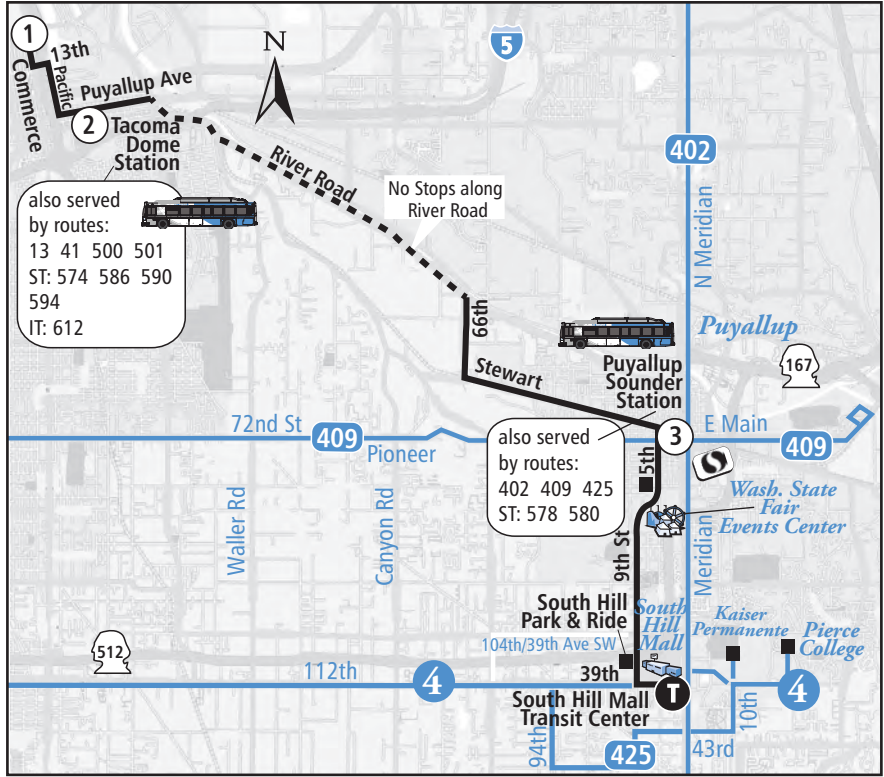 1
13th
Pacific
Commerce
Puyallup Ave
2
Tacoma
Dome
Station
N
5
also served
by routes:
13 41 500 501
ST: 574 586 590
594
IT: 612
River Road
No Stops along
River Road
402
N Meridian
66th
Stewart
Puyallup
167
Puyallup
Sounder
Station
72nd St
409
Pioneer
3
E Main
409
also served
by routes:
402 409 425
ST: 578 580
5th
S
Wash. State
Fair
Events Center
Waller Rd
Canyon Rd
9th St
Meridian
South Hill
Park & Ride
South
Hill
Mall
Kaiser
Permanente
Pierce
College
104th/39th Ave SW
512
112th
4
39th
T
South Hill Mall
Transit Center
10th
4
94th
425
43rd